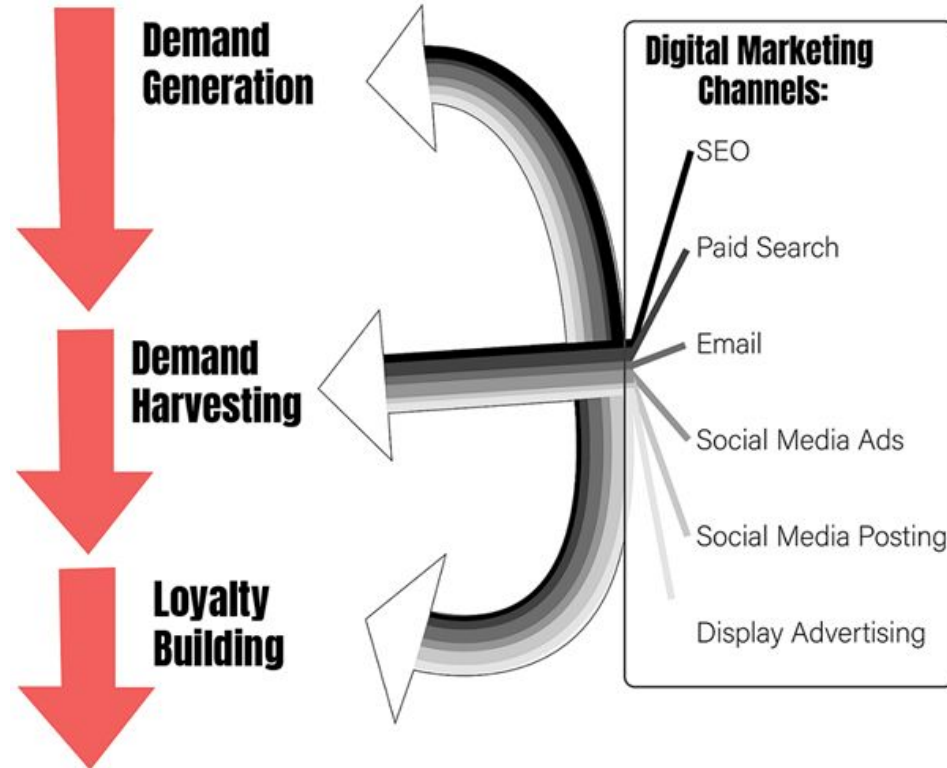 Demand
Generation
Demand
Harvesting
Loyalty
Building
Digital Marketing
Channels:
SEO
Paid Search
Email
Social Media Ads
Social Media Posting
Display Advertising